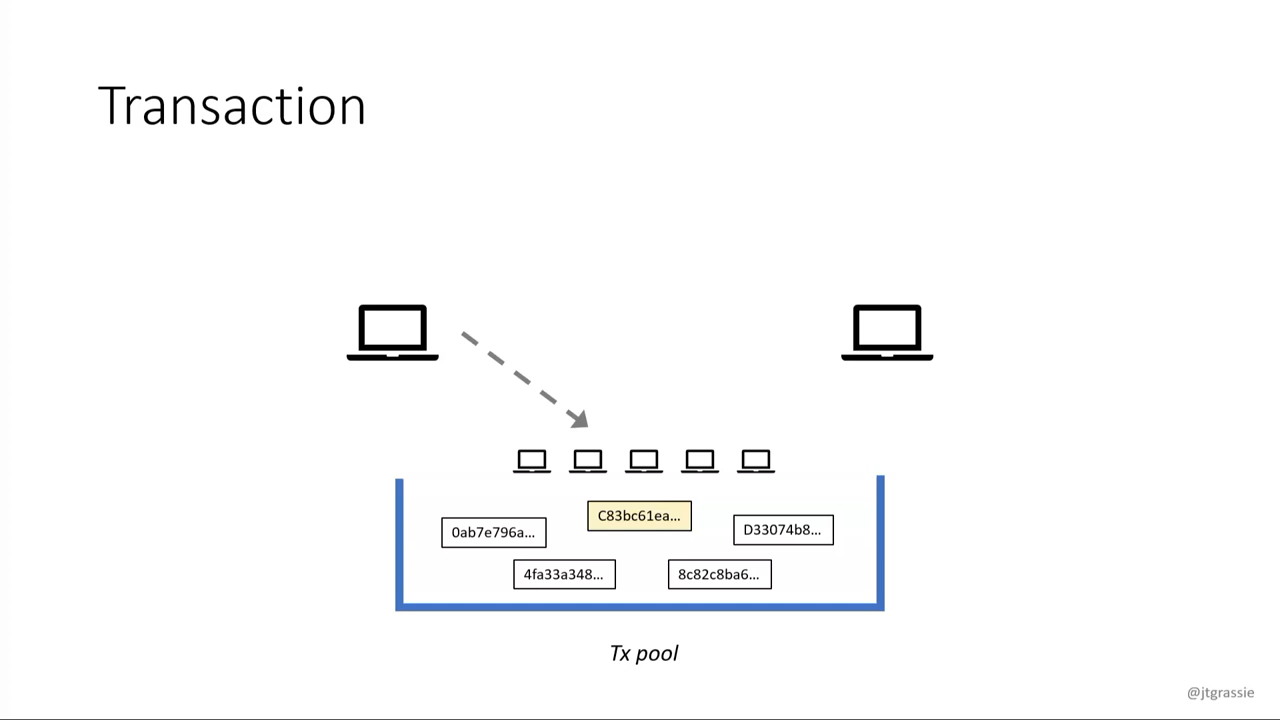 Transaction
C83bc61ea...
0ab7e796a...
D33074b8...
4fa33a348...
8c82c8ba6...
Tx pool
@jtgrassie